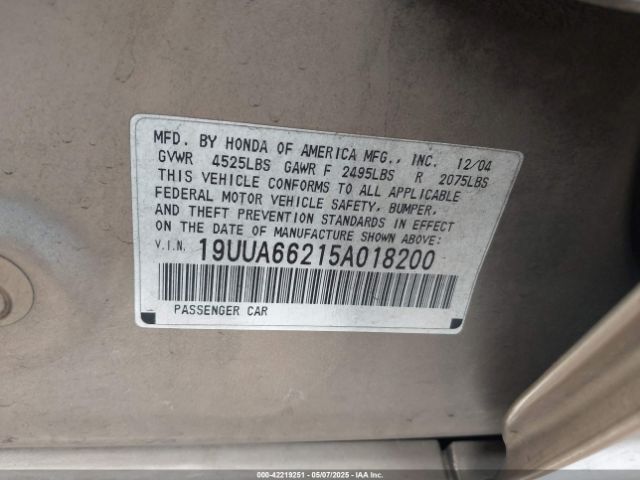 MFD. BY HONDA OF AMERICA MFG., INC. 12/04
GVWR 4525LBS GAWR F 2495LBS R 2075LBS
THIS VEHICLE CONFORMS TO ALL APPLICABLE
FEDERAL MOTOR VEHICLE SAFETY, BUMPER,
AND THEFT PREVENTION STANDARDS IN EFFECT
ON THE DATE OF MANUFACTURE SHOWN ABOVE:
V.I.N. 19UUA66215A018200
PASSENGER CAR
000-42219251 05/07/2025 IAA Inc.